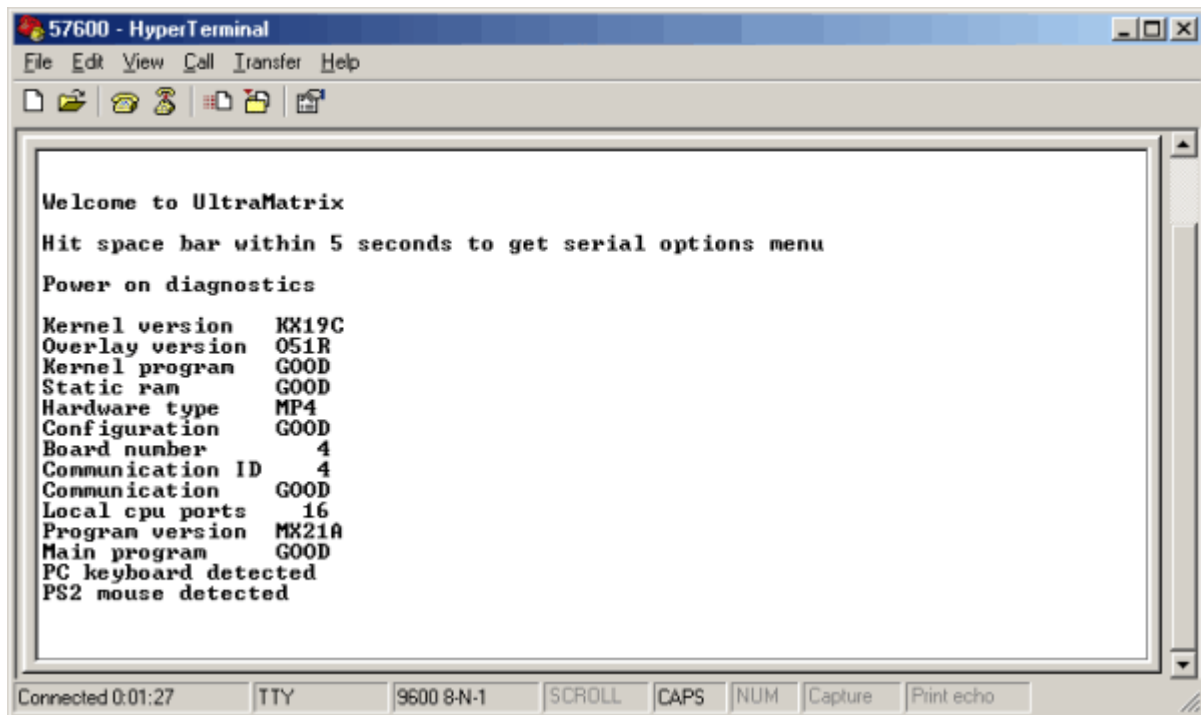 57600 - HyperTerminal
File Edit View Call Transfer Help
Welcome to UltraMatrix
Hit space bar within 5 seconds to get serial options menu
Power on diagnostics
Kernel version KX19C
Overlay version O51R
Kernel program GOOD
Static ram GOOD
Hardware type MP4
Configuration GOOD
Board number 4
Communication ID 4
Communication GOOD
Local cpu ports 16
Program version MX21A
Main program GOOD
PC keyboard detected
PS2 mouse detected
Connected 0:01:27 TTY 9600 8-N-1 SCROLL CAPS NUM Capture Print echo